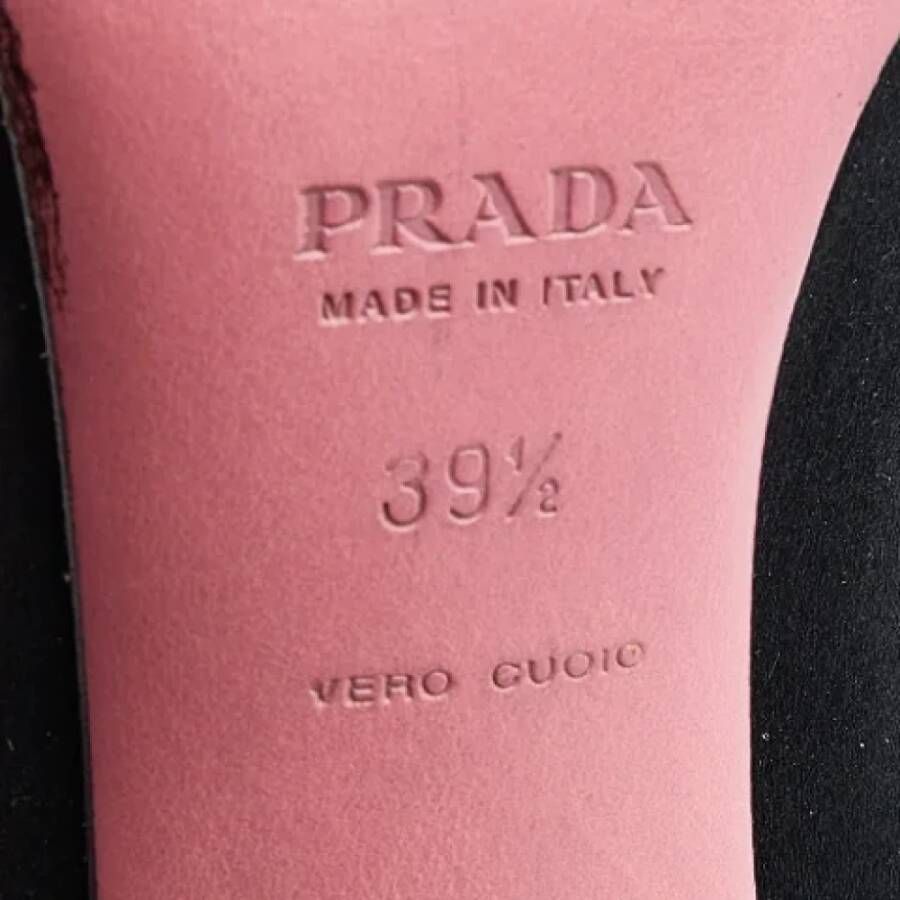 PRADA
MADE IN ITALY
39½
VERO CUOIO